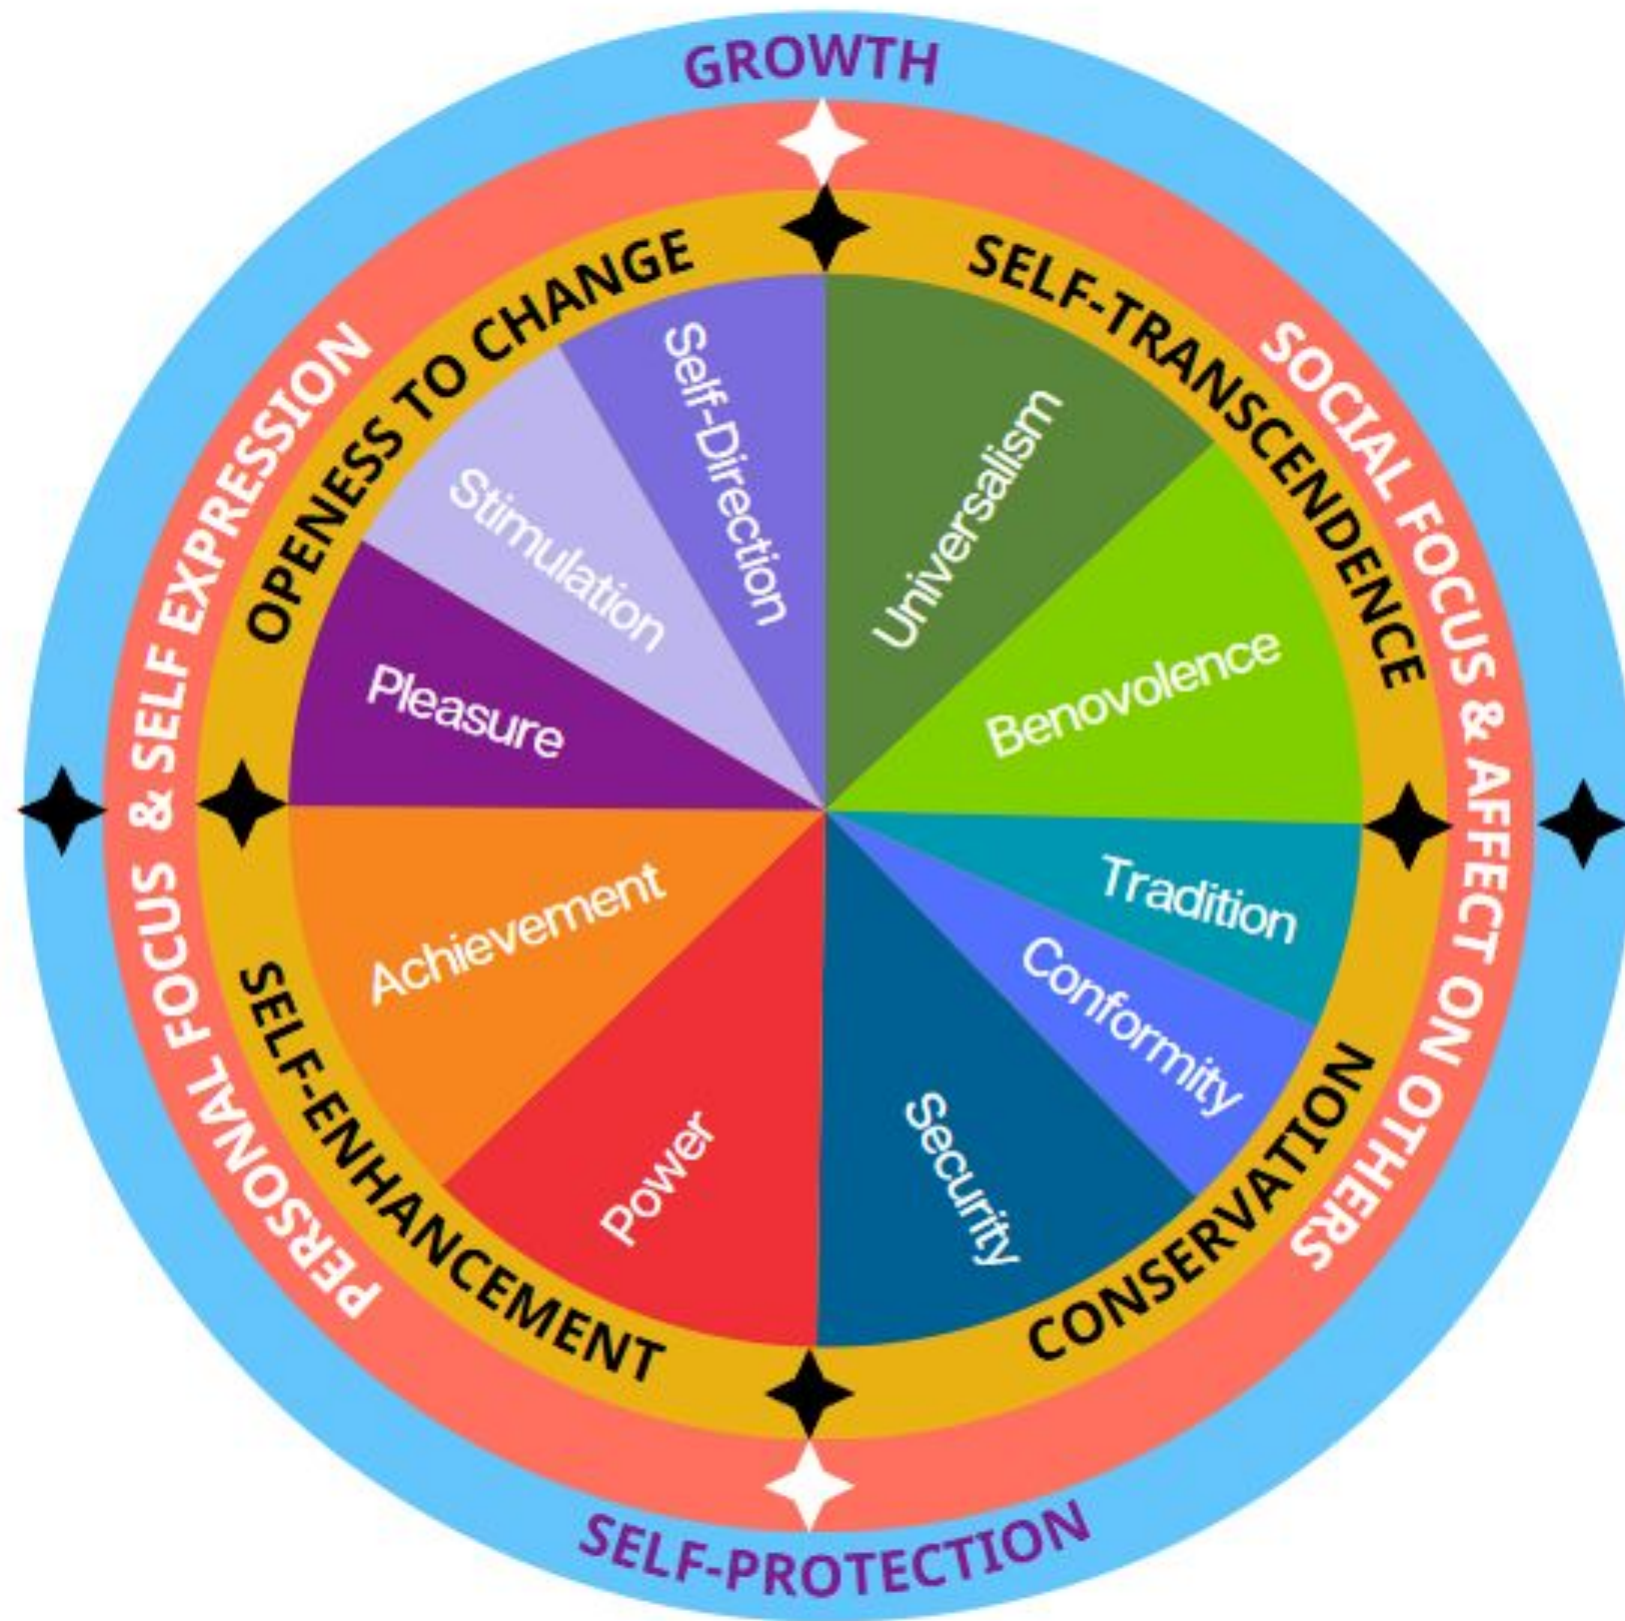 GROWTH
OPENESS TO CHANGE
SELF-TRANSCENDENCE
PERSONAL FOCUS & SELF EXPRESSION
SOCIAL FOCUS & AFFECT ON OTHERS
Self-Direction
Universalism
Stimulation
Benovolence
Pleasure
Tradition
Achievement
Conformity
Power
Security
SELF-ENHANCEMENT
CONSERVATION
SELF-PROTECTION